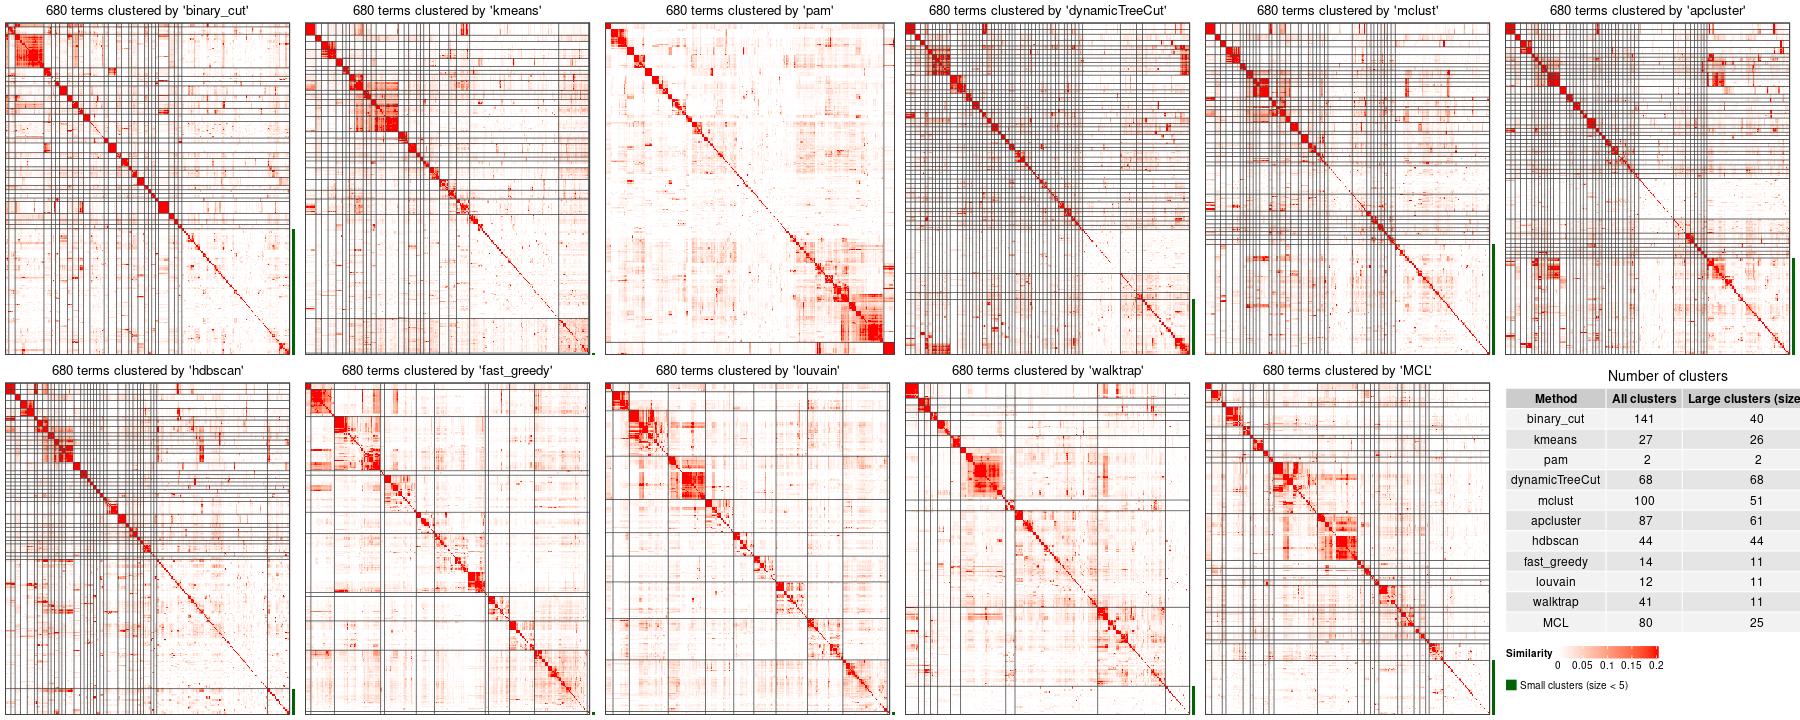 680 terms clustered by 'binary_cut'
680 terms clustered by 'kmeans'
680 terms clustered by 'pam'
680 terms clustered by 'dynamicTreeCut'
680 terms clustered by 'mclust'
680 terms clustered by 'apcluster'
680 terms clustered by 'hdbscan'
680 terms clustered by 'fast_greedy'
680 terms clustered by 'louvain'
680 terms clustered by 'walktrap'
680 terms clustered by 'MCL'
Number of clusters
Method All clusters Large clusters (size
binary_cut 141 40
kmeans 27 26
pam 2 2
dynamicTreeCut 68 68
mclust 100 51
apcluster 87 61
hdbscan 44 44
fast_greedy 14 11
louvain 12 11
walktrap 41 11
MCL 80 25
Similarity
0 0.05 0.1 0.15 0.2
Small clusters (size < 5)